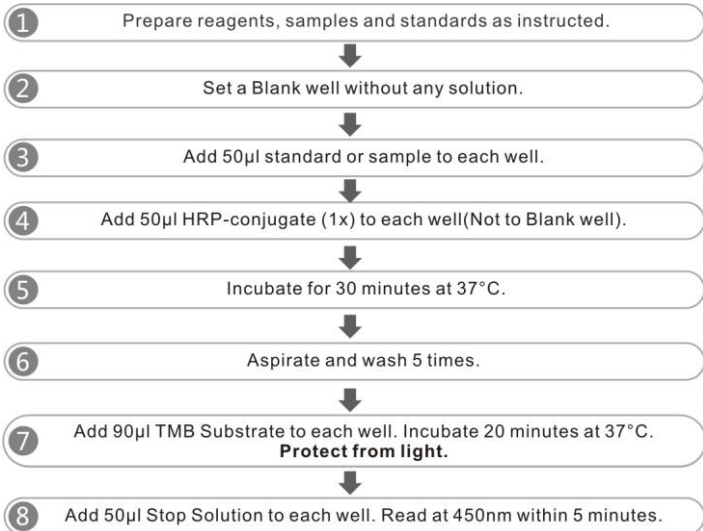 1 Prepare reagents, samples and standards as instructed.
2 Set a Blank well without any solution.
3 Add 50μl standard or sample to each well.
4 Add 50μl HRP-conjugate (1x) to each well(Not to Blank well).
5 Incubate for 30 minutes at 37°C.
6 Aspirate and wash 5 times.
7 Add 90μl TMB Substrate to each well. Incubate 20 minutes at 37°C.
Protect from light.
8 Add 50μl Stop Solution to each well. Read at 450nm within 5 minutes.